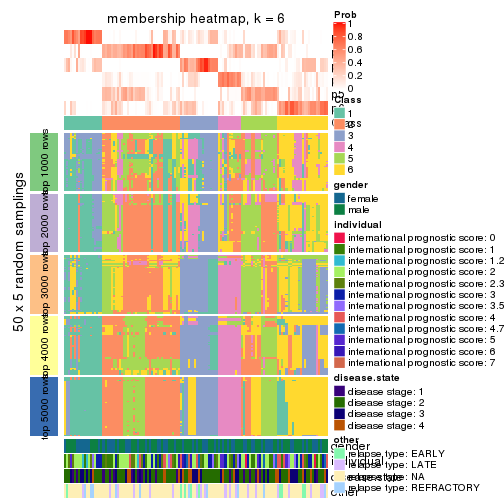 membership heatmap, k = 6
50 x 5 random samplings
top 1000 rows
top 2000 rows
top 3000 rows
top 4000 rows
top 5000 rows
Prob
1
0.8
0.6
0.4
0.2
0
Class
1
2
3
4
5
6
gender
female
male
individual
international prognostic score: 0
international prognostic score: 1
international prognostic score: 1.2
international prognostic score: 2
international prognostic score: 2.3
international prognostic score: 3
international prognostic score: 3.5
international prognostic score: 4
international prognostic score: 4.7
international prognostic score: 5
international prognostic score: 6
international prognostic score: 7
disease.state
disease stage: 1
disease stage: 2
disease stage: 3
disease stage: 4
other
relapse type: EARLY
relapse type: LATE
relapse type: NA
relapse type: REFRACTORY
gender
individual
disease.state
other